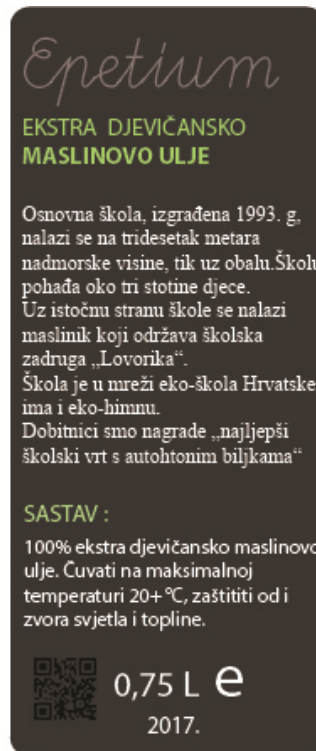 Epetium
EKSTRA DJEVIČANSKO
MASLINOVO ULJE
Osnovna škola, izgrađena 1993. g,
nalazi se na tridesetak metara
nadmorske visine, tik uz obalu.Školu
pohađa oko tri stotine djece.
Uz istočnu stranu škole se nalazi
maslinik koji održava školska
zadruga „Lovorika“.
Škola je u mreži eko-škola Hrvatske
ima i eko-himnu.
Dobitnici smo nagrade „najljepši
školski vrt s autohtonim biljkama“
SASTAV :
100% ekstra djevičansko maslinovo
ulje. Čuvati na maksimalnoj
temperaturi 20+ °C, zaštititi od i
zvora svjetla i topline.
0,75 L e
2017.